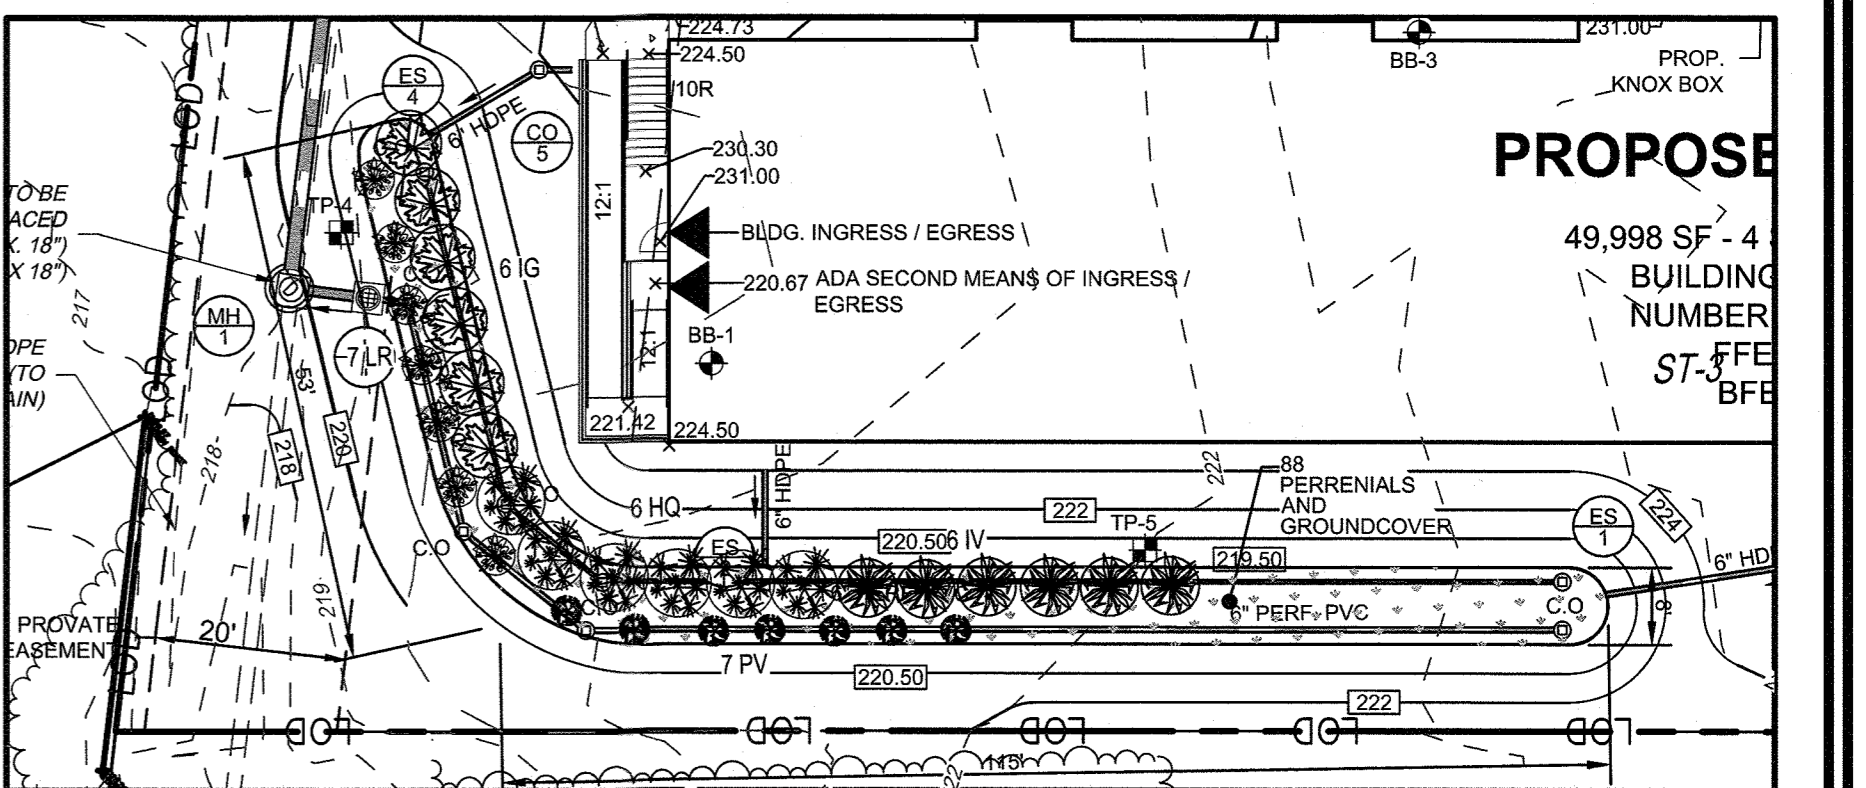 224.73
224.50
10R
231.00
BB-3
PROP.
KNOX BOX
ES
4
6" HDPE
CO
5
LOD
230.30
231.00
PROPOSE
TO BE
ACED
X. 18")
X 18")
TP-4
12:1
BLDG. INGRESS / EGRESS
49,998 SF - 4
6 IG
220.67 ADA SECOND MEANS OF INGRESS /
EGRESS
BUILDING
NUMBER
217
MH
1
7 LR
12:1
BB-1
FFE
ST-3
BFE
OPE
(TO
AIN)
53'
221.42
224.50
218
220
218
222
88
PERRENIALS
AND
GROUNDCOVER
6" HDPE
6 HQ
222
TP-5
ES
1
224
C.O
ES
220.50
6 IV
219.50
6" HD
219
C.O
6" PERF. PVC
C.O
8'
PROVATE
EASEMENT
20'
LOD
7 PV
220.50
222
LOD
LOD
LOD
LOD
LOD
115'
22